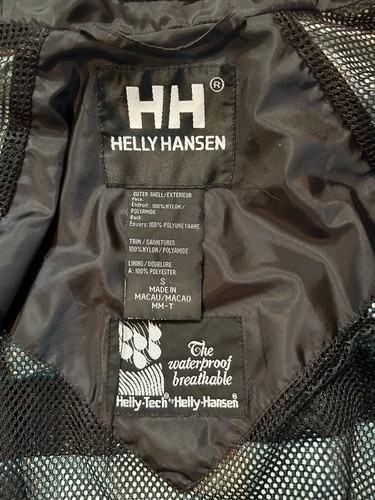 HH®
HELLY HANSEN
OUTER SHELL/EXTERIEUR
Face:
Endroit: 100% NYLON/
POLYAMIDE
Back:
Envers: 100% POLYURETHANE
TRIM/GARNITURES
100% NYLON/POLYAMIDE
LINING/DOUBLURE
A: 100% POLYESTER
S
MADE IN
MACAU/MACAO
MM-T
The
waterproof
breathable
Helly-Tech® by Helly-Hansen®